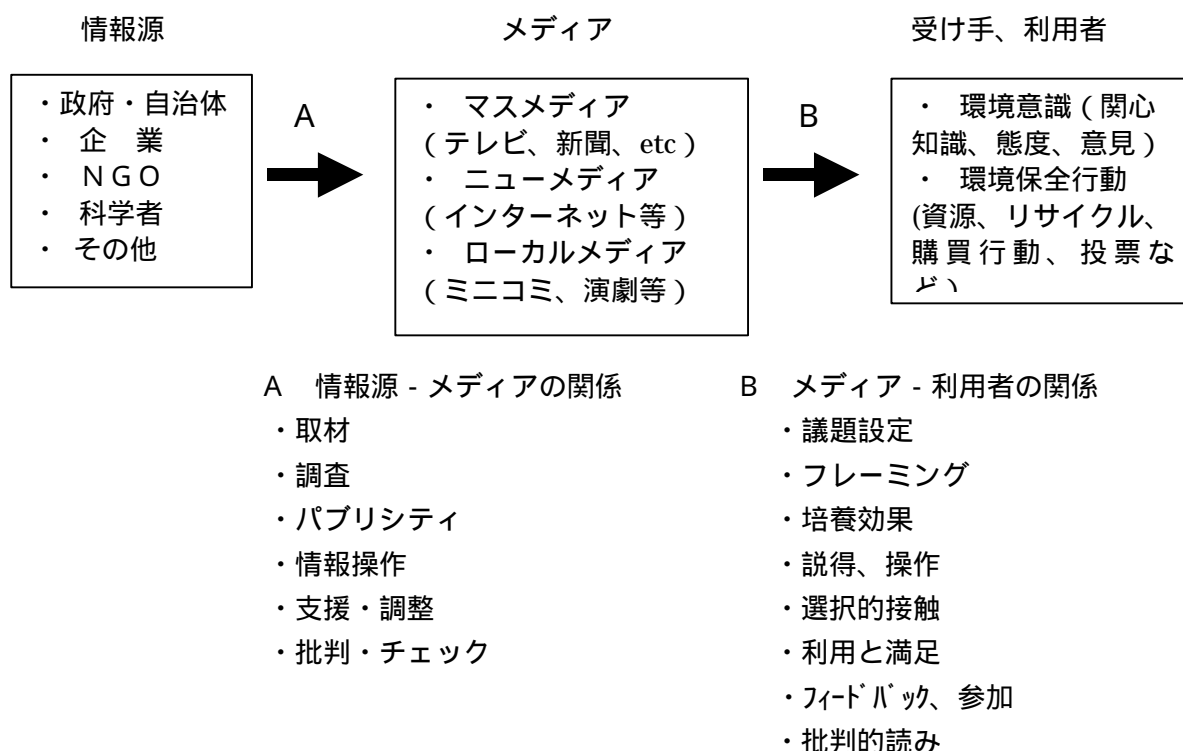 情報源
メディア
受け手、利用者
・政府・自治体
・ 企 業
・ NGO
・ 科学者
・ その他
A
・ マスメディア
(テレビ、新聞、etc)
・ ニューメディア
(インターネット等)
・ ローカルメディア
(ミニコミ、演劇等)
B
・ 環境意識(関心
知識、態度、意見)
・ 環境保全行動
(資源、リサイクル、
購買行動、投票な
ど)
A 情報源 - メディアの関係
・取材
・調査
・パブリシティ
・情報操作
・支援・調整
・批判・チェック
B メディア - 利用者の関係
・議題設定
・フレーミング
・培養効果
・説得、操作
・選択的接触
・利用と満足
・フィードバック、参加
・批判的読み